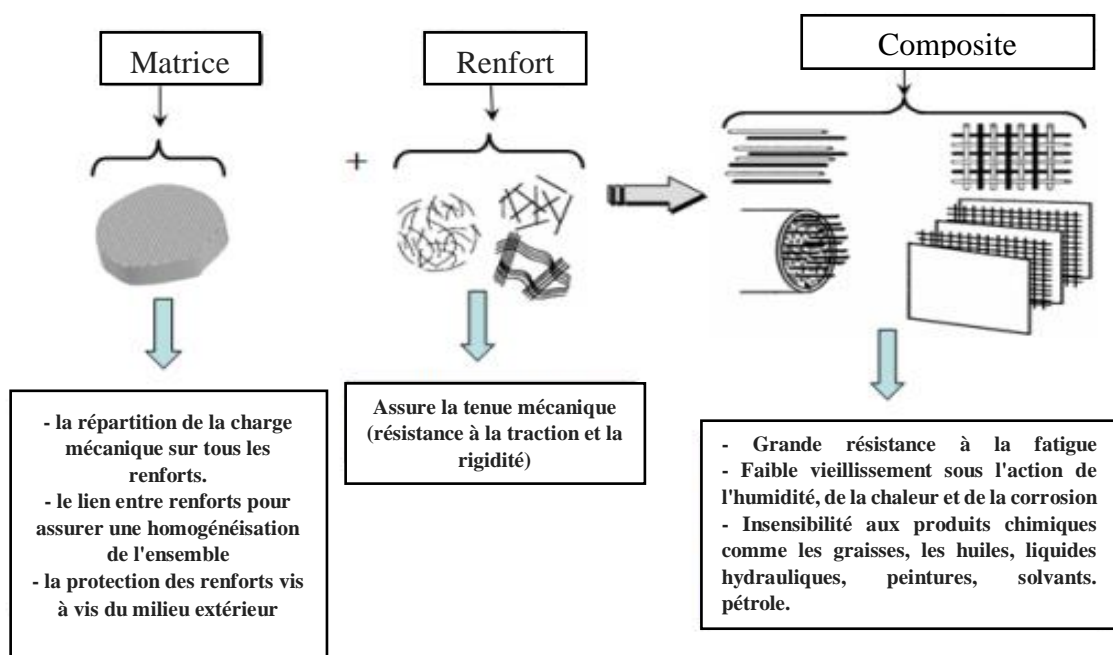 Matrice
Renfort
Composite
+
- la répartition de la charge
mécanique sur tous les
renforts.
- le lien entre renforts pour
assurer une homogénéisation
de l'ensemble
- la protection des renforts vis
à vis du milieu extérieur
Assure la tenue mécanique
(résistance à la traction et la
rigidité)
- Grande résistance à la fatigue
- Faible vieillissement sous l'action de
l'humidité, de la chaleur et de la corrosion
- Insensibilité aux produits chimiques
comme les graisses, les huiles, liquides
hydrauliques, peintures, solvants.
pétrole.